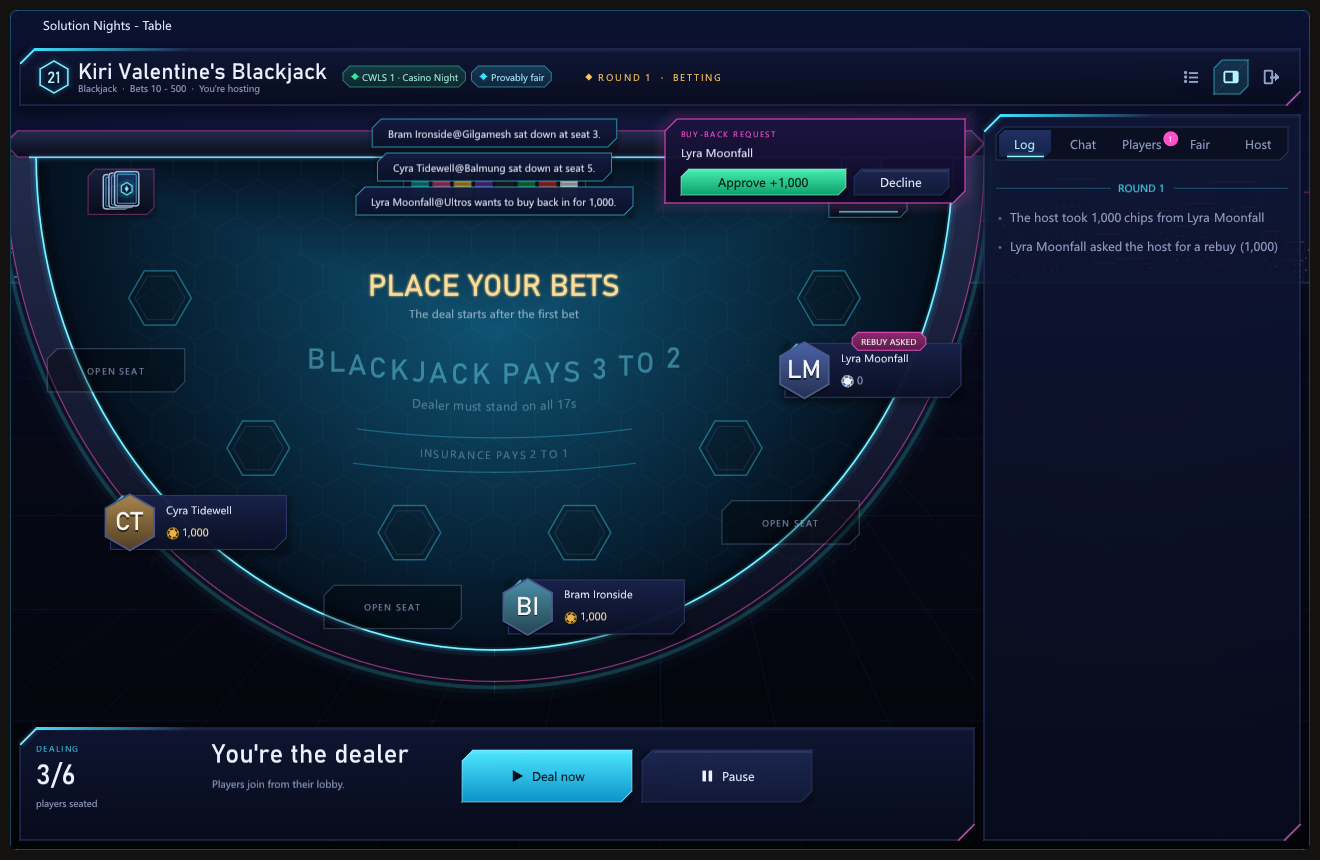 Solution Nights - Table
21
Kiri Valentine's Blackjack
Blackjack · Bets 10 - 500 · You're hosting
CWLS 1 · Casino Night
Provably fair
ROUND 1 · BETTING
Bram Ironside@Gilgamesh sat down at seat 3.
Cyra Tidewell@Balmung sat down at seat 5.
Lyra Moonfall@Ultros wants to buy back in for 1,000.
BUY-BACK REQUEST
Lyra Moonfall
Approve +1,000
Decline
Log
Chat
Players
1
Fair
Host
ROUND 1
• The host took 1,000 chips from Lyra Moonfall
• Lyra Moonfall asked the host for a rebuy (1,000)
PLACE YOUR BETS
The deal starts after the first bet
BLACKJACK PAYS 3 TO 2
Dealer must stand on all 17s
INSURANCE PAYS 2 TO 1
OPEN SEAT
REBUY ASKED
LM
Lyra Moonfall
0
CT
Cyra Tidewell
1,000
OPEN SEAT
OPEN SEAT
BI
Bram Ironside
1,000
DEALING
3/6
players seated
You're the dealer
Players join from their lobby.
Deal now
Pause